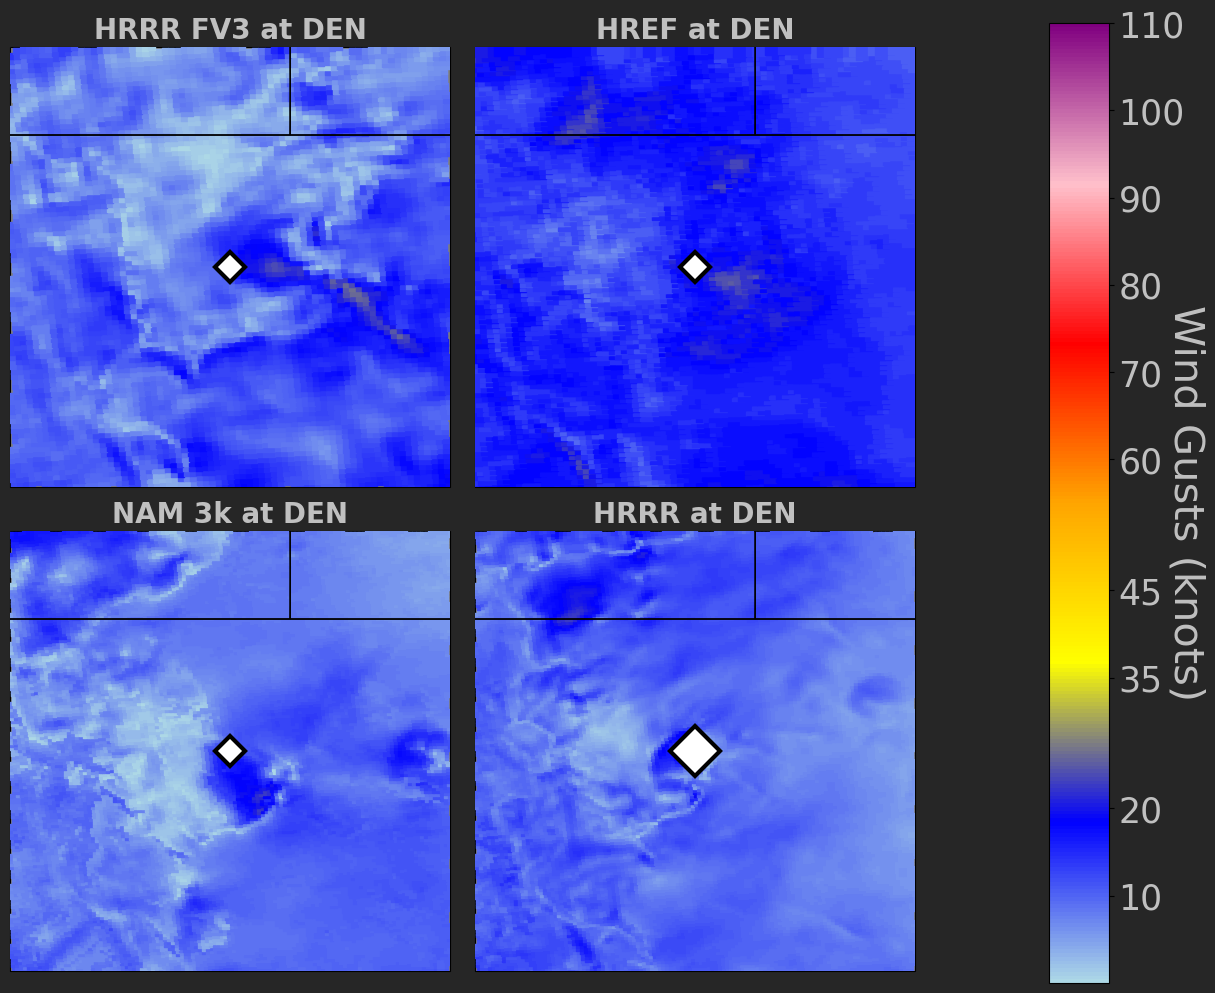 HRRR FV3 at DEN
HREF at DEN
NAM 3k at DEN
HRRR at DEN
110
100
90
80
70
60
45
35
20
10
Wind Gusts (knots)